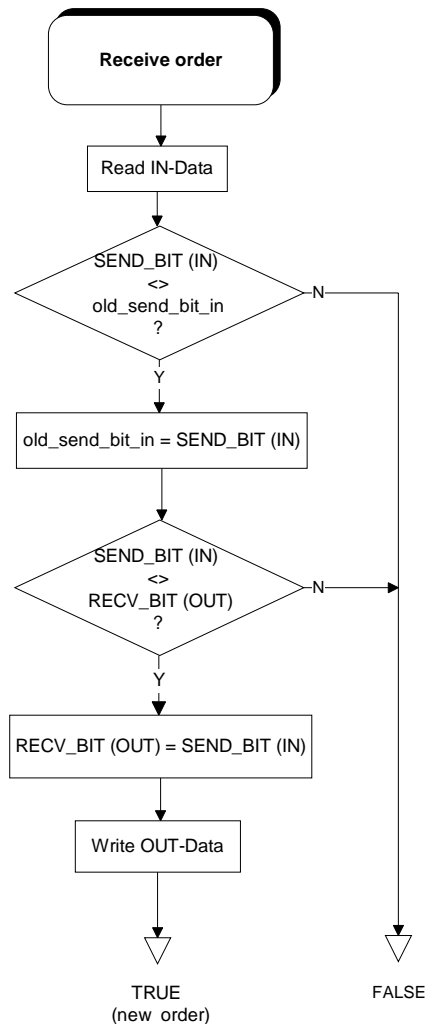 Receive order
Read IN-Data
SEND_BIT (IN)
<>
old_send_bit_in
?
N
Y
old_send_bit_in = SEND_BIT (IN)
SEND_BIT (IN)
<>
RECV_BIT (OUT)
?
N
Y
RECV_BIT (OUT) = SEND_BIT (IN)
Write OUT-Data
TRUE
(new order)
FALSE